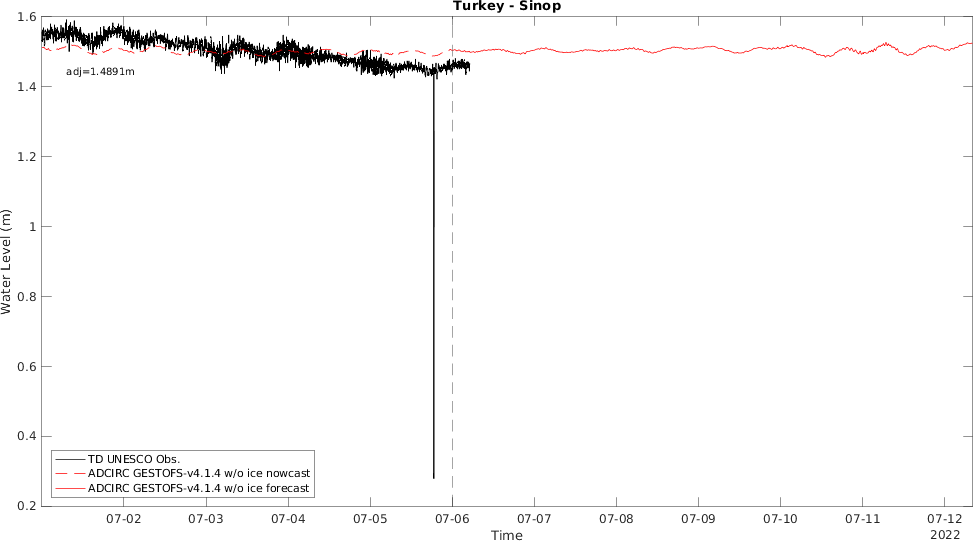 Turkey - Sinop
1.6
1.4
1.2
1
0.8
0.6
0.4
0.2
Water Level (m)
adj=1.4891m
TD UNESCO Obs.
ADCIRC GESTOFS-v4.1.4 w/o ice nowcast
ADCIRC GESTOFS-v4.1.4 w/o ice forecast
07-02 07-03 07-04 07-05 07-06 07-07 07-08 07-09 07-10 07-11 07-12
Time
2022